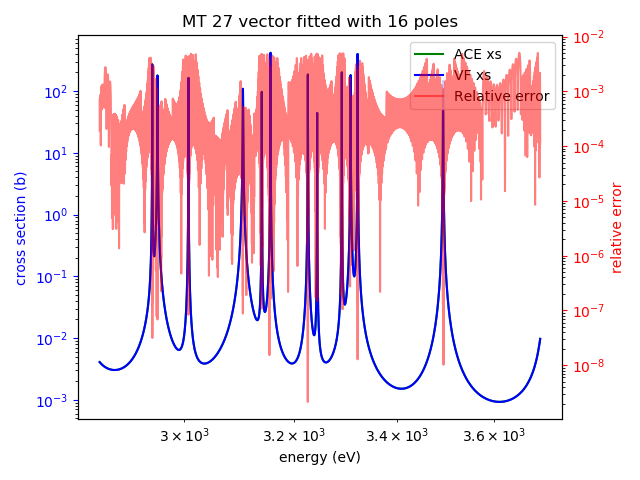 MT 27 vector fitted with 16 poles
ACE xs
VF xs
Relative error
cross section (b)
10²
10¹
10⁰
10⁻¹
10⁻²
10⁻³
10⁻²
10⁻³
10⁻⁴
10⁻⁵
10⁻⁶
10⁻⁷
10⁻⁸
relative error
3 × 10³ 3.2 × 10³ 3.4 × 10³ 3.6 × 10³
energy (eV)